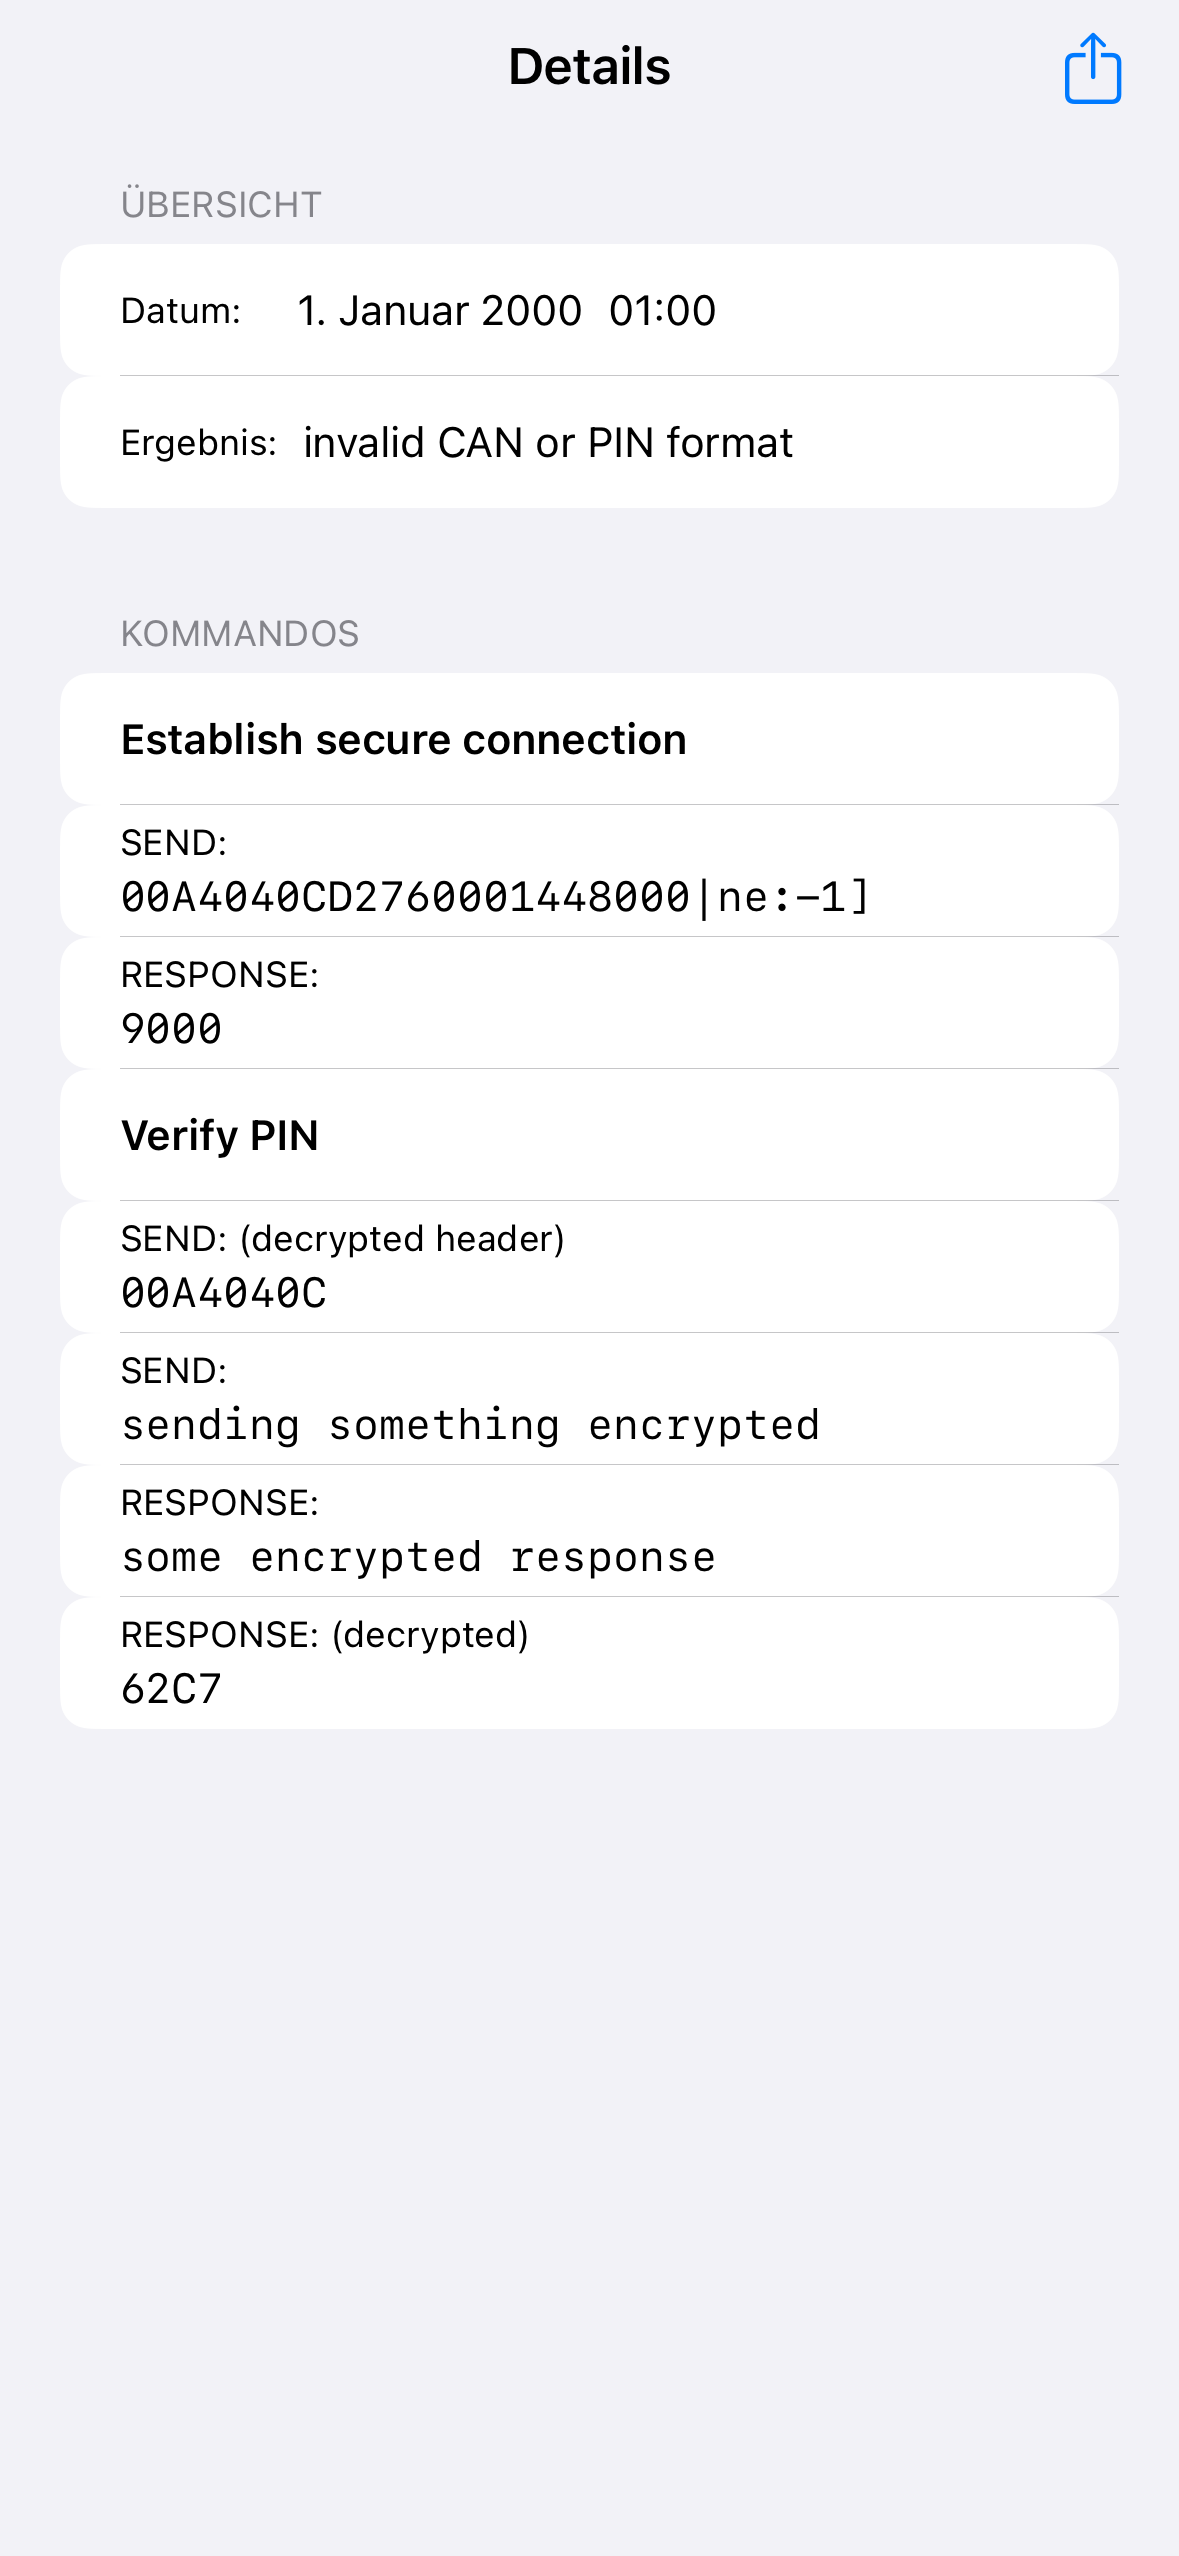 Details
ÜBERSICHT
Datum: 1. Januar 2000 01:00
Ergebnis: invalid CAN or PIN format
KOMMANDOS
Establish secure connection
SEND:
00A4040CD2760001448000|ne:-1]
RESPONSE:
9000
Verify PIN
SEND: (decrypted header)
00A4040C
SEND:
sending something encrypted
RESPONSE:
some encrypted response
RESPONSE: (decrypted)
62C7